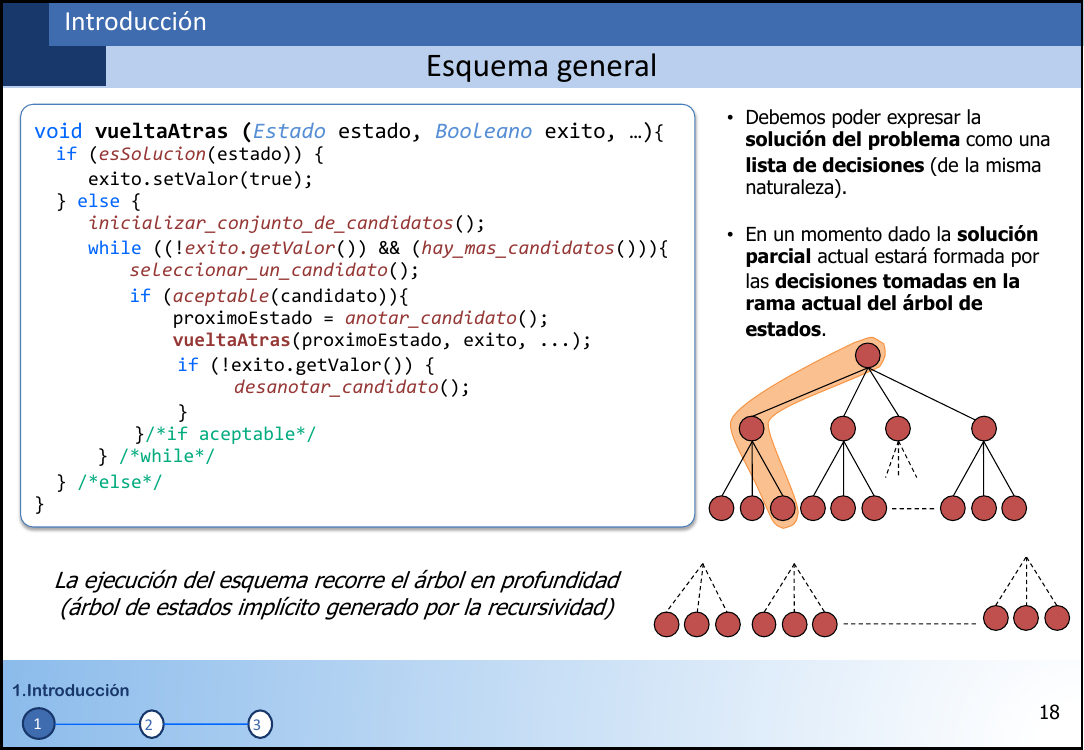 Introducción
Esquema general
void vueltaAtras (Estado estado, Booleano exito, …){
if (esSolucion(estado)) {
exito.setValor(true);
} else {
inicializar_conjunto_de_candidatos();
while ((!exito.getValor()) && (hay_mas_candidatos())){
seleccionar_un_candidato();
if (aceptable(candidato)){
proximoEstado = anotar_candidato();
vueltaAtras(proximoEstado, exito, ...);
if (!exito.getValor()) {
desanotar_candidato();
}
}/*if aceptable*/
} /*while*/
} /*else*/
}
• Debemos poder expresar la
solución del problema como una
lista de decisiones (de la misma
naturaleza).
• En un momento dado la solución
parcial actual estará formada por
las decisiones tomadas en la
rama actual del árbol de
estados.
La ejecución del esquema recorre el árbol en profundidad
(árbol de estados implícito generado por la recursividad)
1.Introducción
1 2 3
18